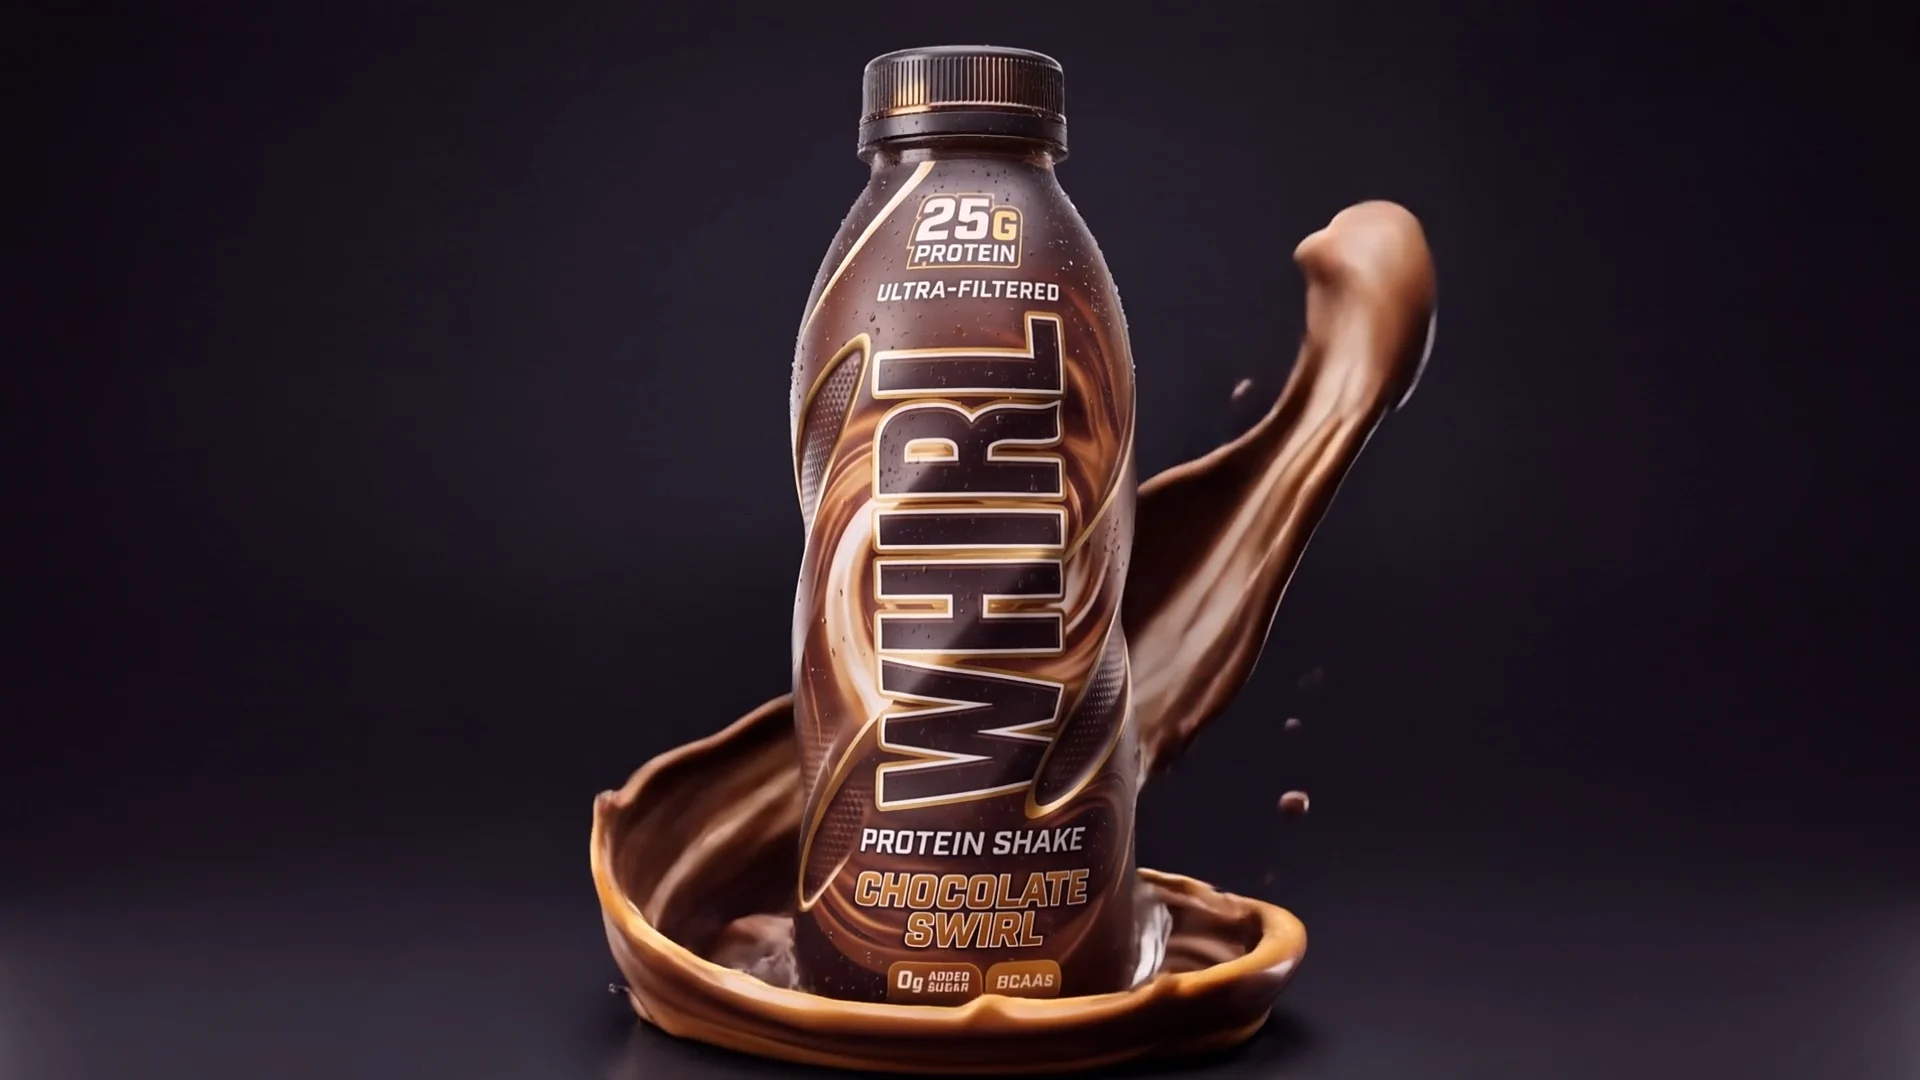 25G
PROTEIN
ULTRA-FILTERED
WHIRL
PROTEIN SHAKE
CHOCOLATE
SWIRL
0g ADDED SUGAR
BCAAS